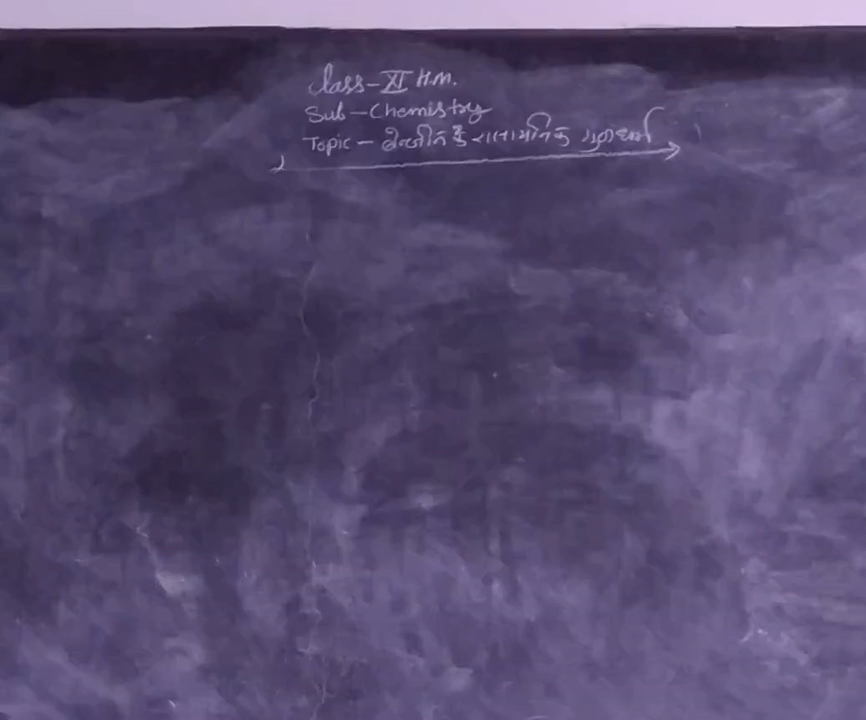 Class-XI H.M.
Sub-Chemistry
Topic- बेन्जीन के रासायनिक गुणधर्म